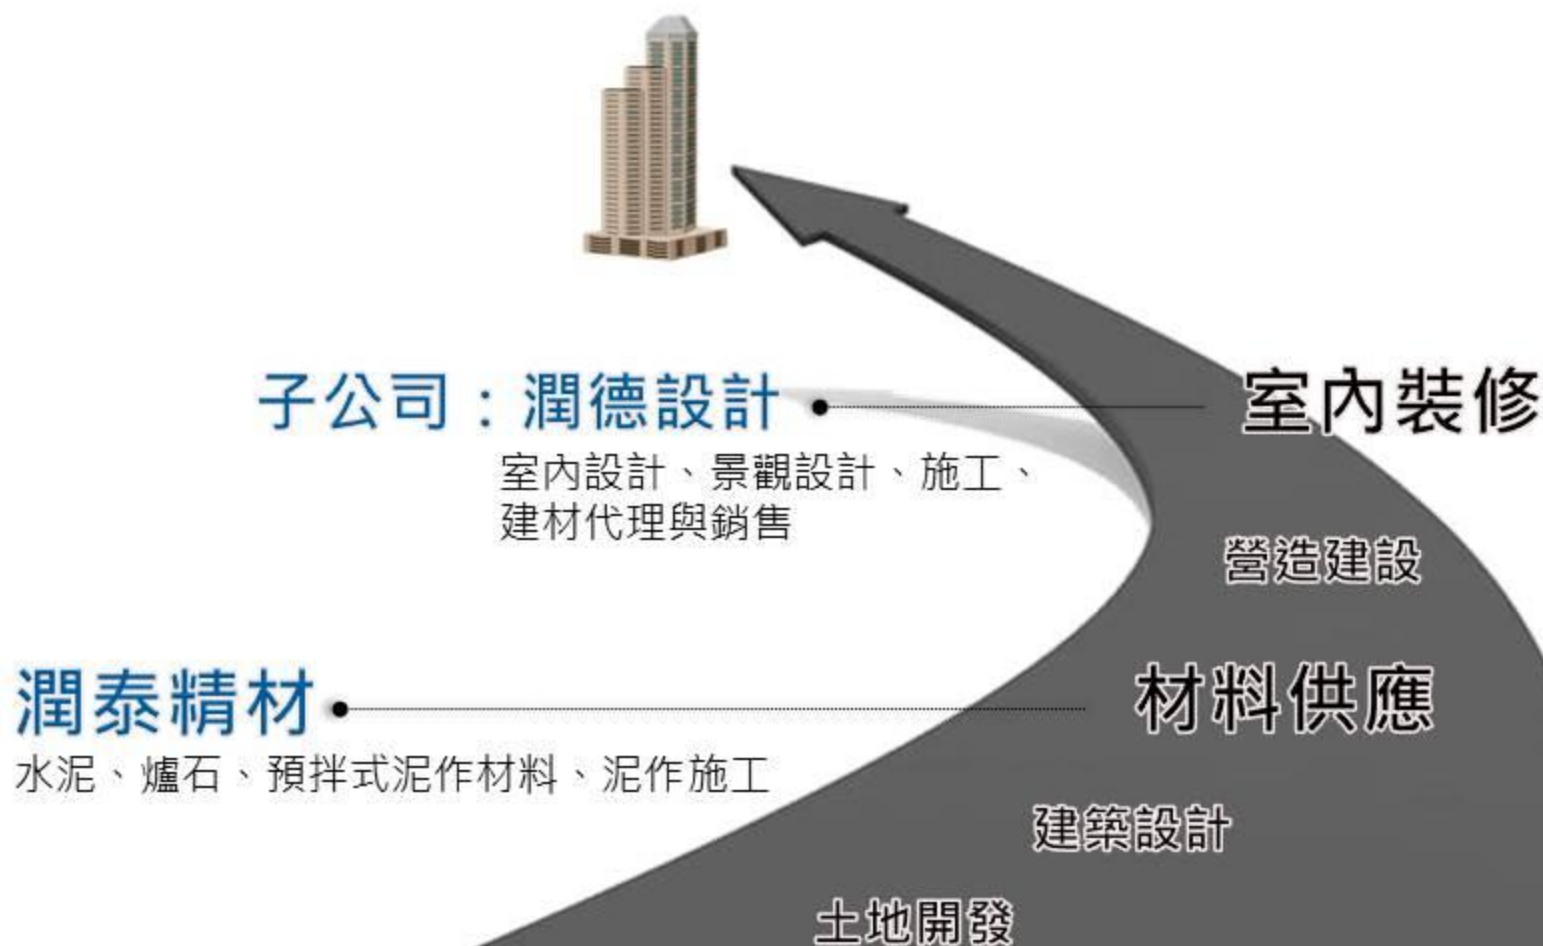 子公司：潤德設計
室內裝修
室內設計、景觀設計、施工、
建材代理與銷售
營造建設
潤泰精材
材料供應
水泥、爐石、預拌式泥作材料、泥作施工
建築設計
土地開發